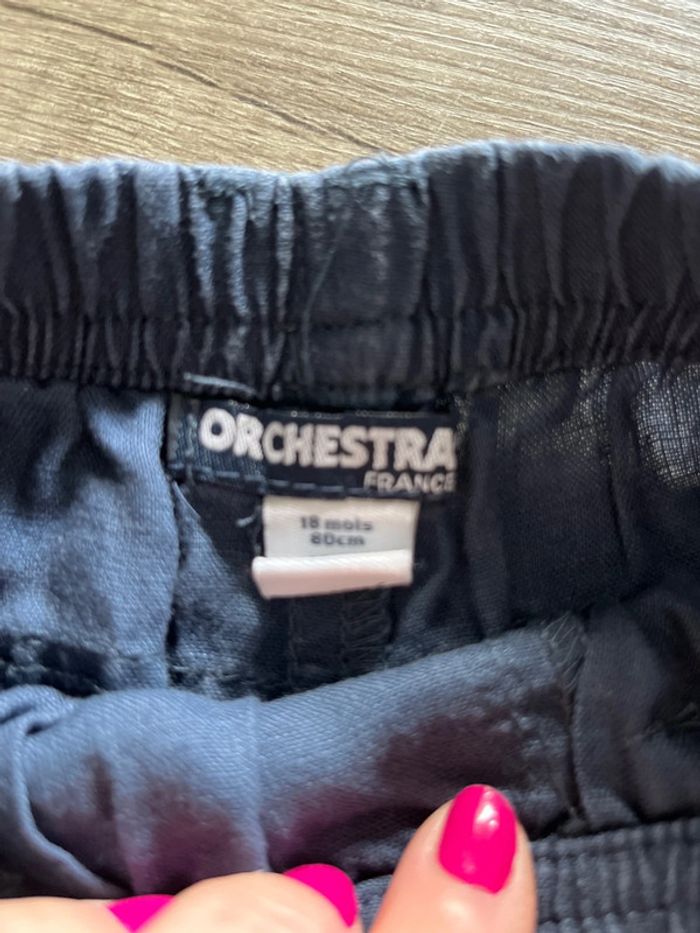 ORCHESTRA
FRANCE
18 mois
80cm